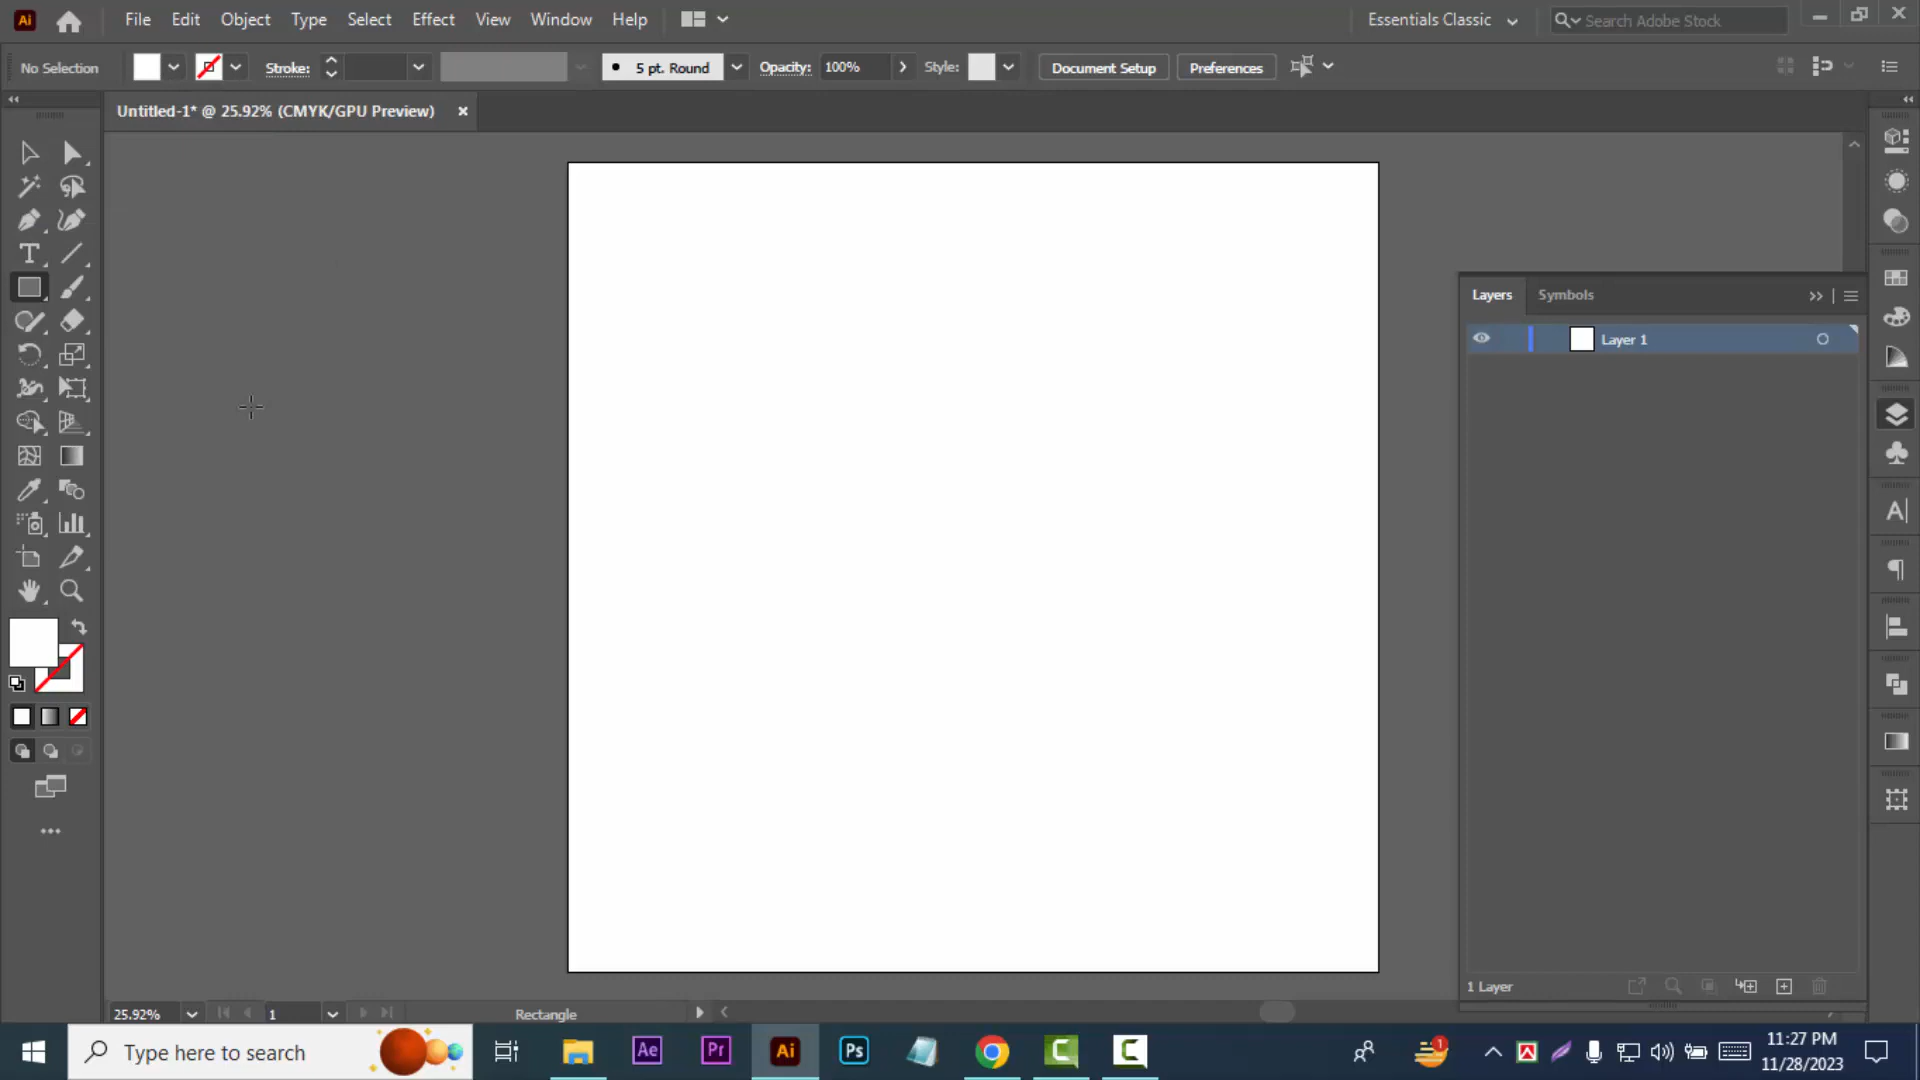 Ai File Edit Object Type Select Effect View Window Help Essentials Classic Search Adobe Stock
No Selection Stroke: 5 pt. Round Opacity: 100% Style: Document Setup Preferences
Untitled-1* @ 25.92% (CMYK/GPU Preview)
Layers Symbols
Layer 1
1 Layer
25.92% 1 Rectangle
Type here to search Ae Pr Ai Ps 1 11:27 PM
11/28/2023